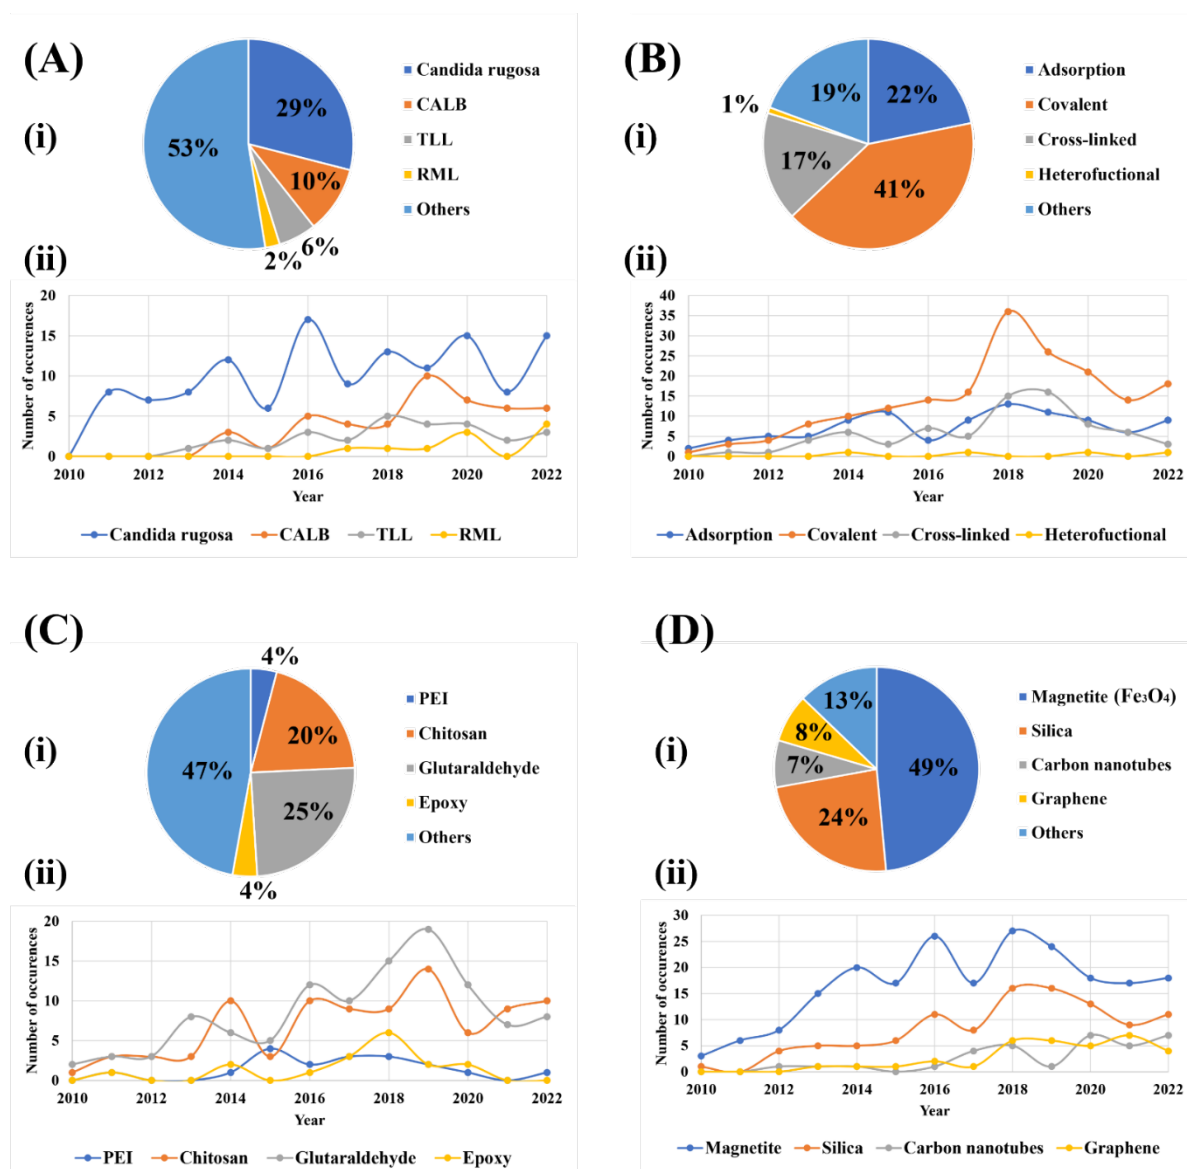 (A)
(i)
29%
10%
6%
2%
53%
Candida rugosa
CALB
TLL
RML
Others
(ii)
Number of occurences
20
15
10
5
0
2010 2012 2014 2016 2018 2020 2022
Year
Candida rugosa CALB TLL RML
(B)
(i)
22%
41%
17%
1%
19%
Adsorption
Covalent
Cross-linked
Heterofuctional
Others
(ii)
Number of occurences
40
35
30
25
20
15
10
5
0
2010 2012 2014 2016 2018 2020 2022
Year
Adsorption Covalent Cross-linked Heterofuctional
(C)
(i)
4%
20%
25%
4%
47%
PEI
Chitosan
Glutaraldehyde
Epoxy
Others
(ii)
Number of occurences
20
15
10
5
0
2010 2012 2014 2016 2018 2020 2022
Year
PEI Chitosan Glutaraldehyde Epoxy
(D)
(i)
49%
24%
7%
8%
13%
Magnetite (Fe₃O₄)
Silica
Carbon nanotubes
Graphene
Others
(ii)
Number of occurences
30
25
20
15
10
5
0
2010 2012 2014 2016 2018 2020 2022
Year
Magnetite Silica Carbon nanotubes Graphene